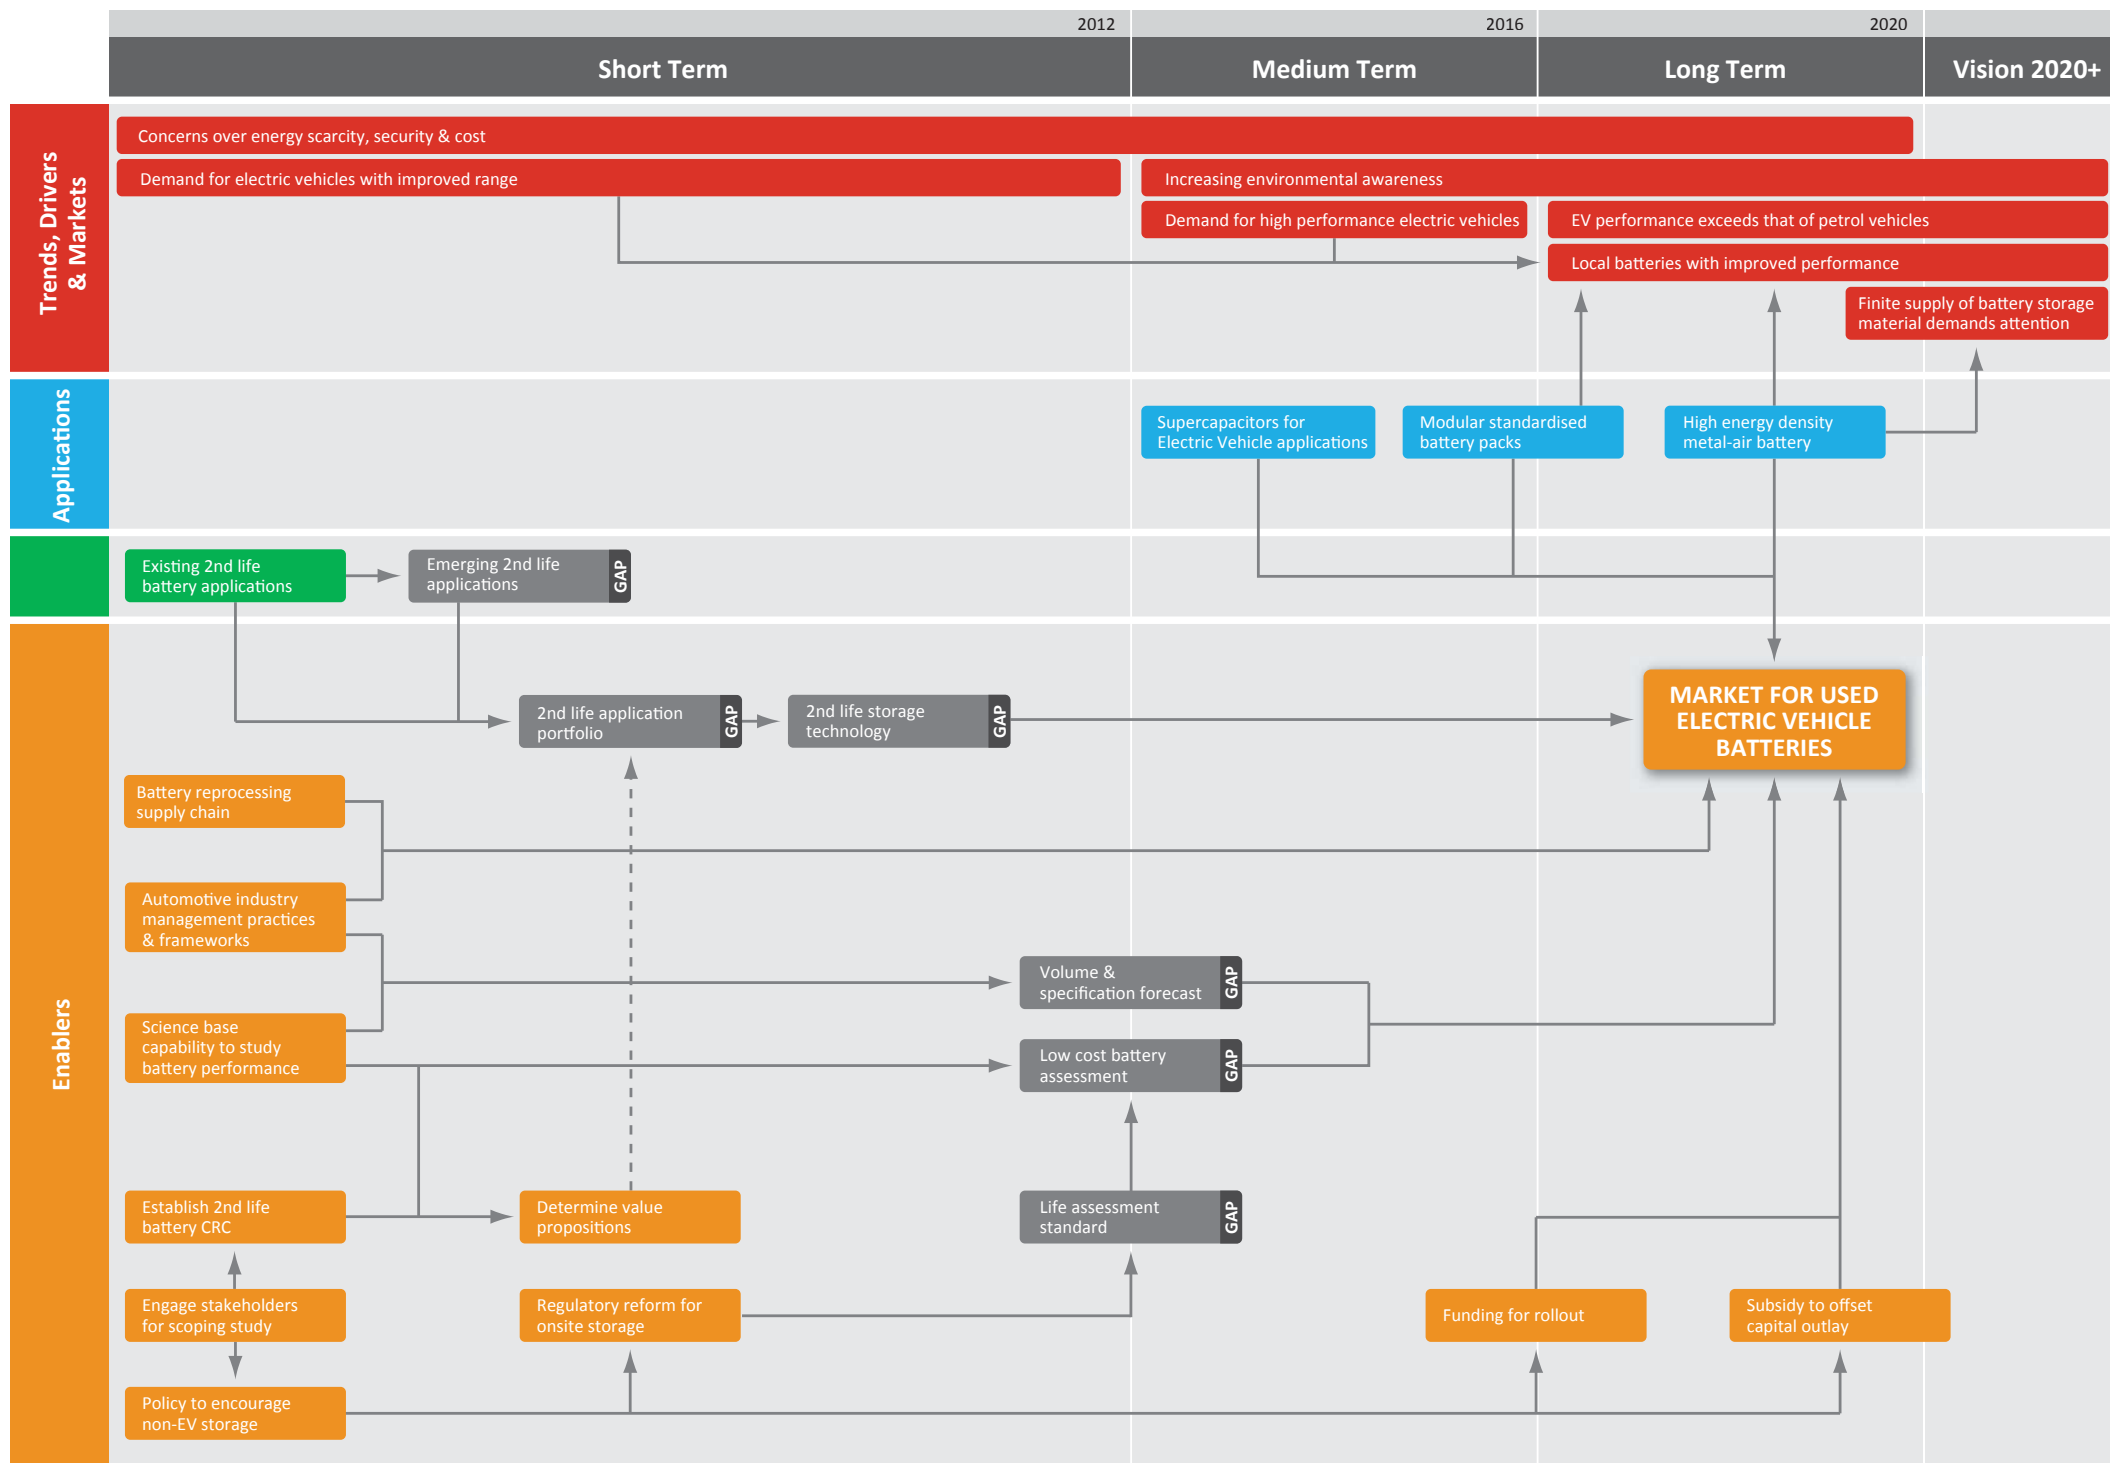 2012
2016
2020
Short Term
Medium Term
Long Term
Vision 2020+
Trends, Drivers
& Markets
Concerns over energy scarcity, security & cost
Demand for electric vehicles with improved range
Increasing environmental awareness
Demand for high performance electric vehicles
EV performance exceeds that of petrol vehicles
Local batteries with improved performance
Finite supply of battery storage
material demands attention
Applications
Supercapacitors for
Electric Vehicle applications
Modular standardised
battery packs
High energy density
metal-air battery
Existing 2nd life
battery applications
Emerging 2nd life
applications
GAP
Enablers
2nd life application
portfolio
GAP
2nd life storage
technology
GAP
MARKET FOR USED
ELECTRIC VEHICLE
BATTERIES
Battery reprocessing
supply chain
Automotive industry
management practices
& frameworks
Volume &
specification forecast
GAP
Science base
capability to study
battery performance
Low cost battery
assessment
GAP
Establish 2nd life
battery CRC
Determine value
propositions
Life assessment
standard
GAP
Engage stakeholders
for scoping study
Regulatory reform for
onsite storage
Funding for rollout
Subsidy to offset
capital outlay
Policy to encourage
non-EV storage